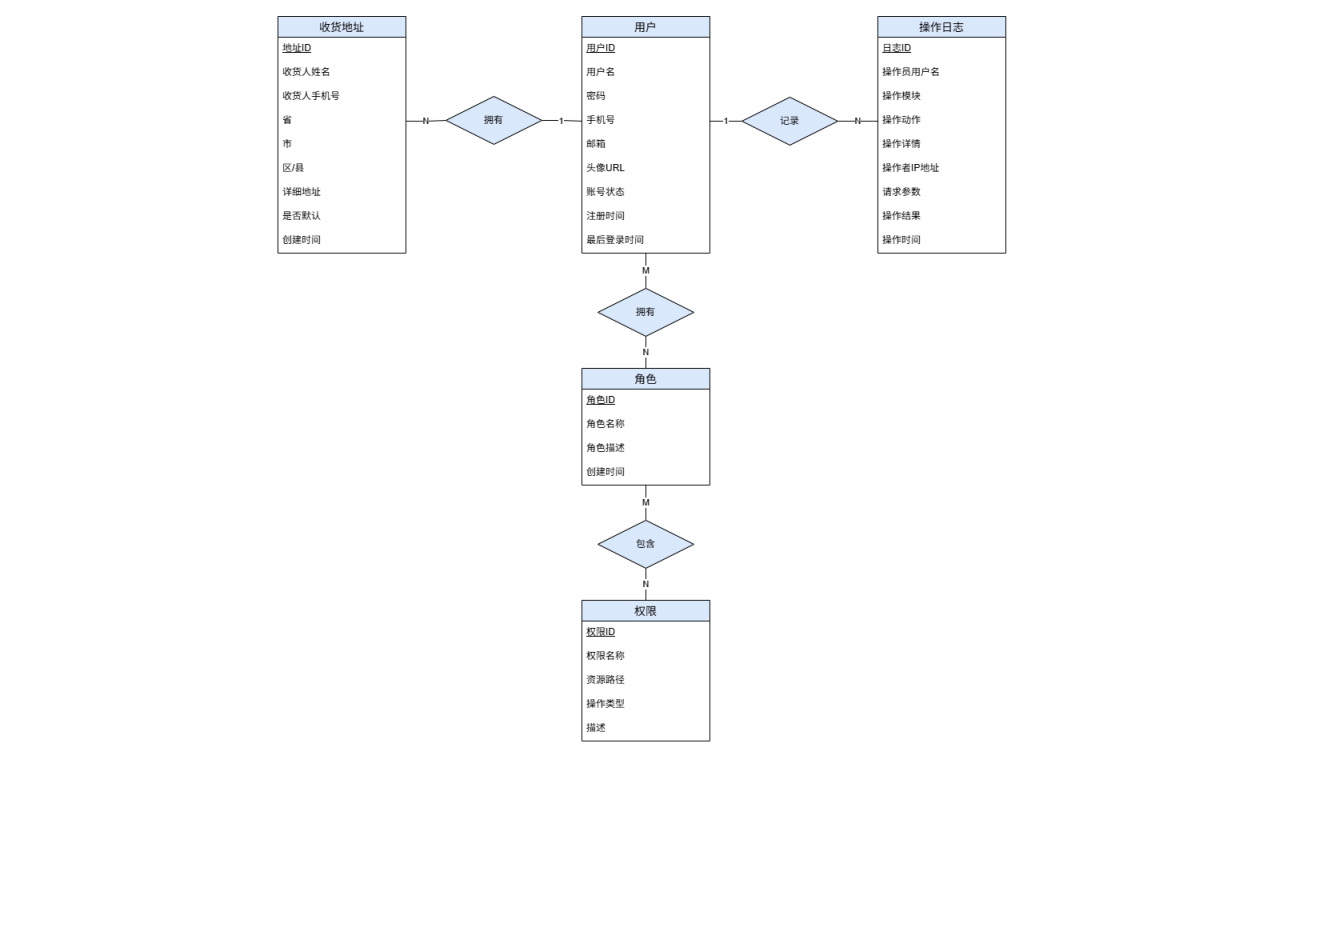 收货地址
地址ID
收货人姓名
收货人手机号
省
市
区/县
详细地址
是否默认
创建时间
N
拥有
1
用户
用户ID
用户名
密码
手机号
邮箱
头像URL
账号状态
注册时间
最后登录时间
1
记录
N
操作日志
日志ID
操作员用户名
操作模块
操作动作
操作详情
操作者IP地址
请求参数
操作结果
操作时间
M
拥有
N
角色
角色ID
角色名称
角色描述
创建时间
M
包含
N
权限
权限ID
权限名称
资源路径
操作类型
描述